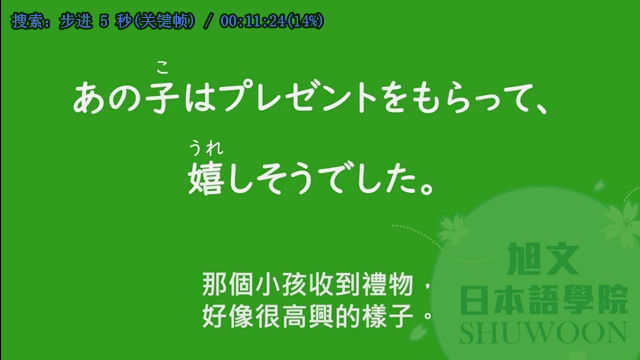 搜索: 步进 5 秒(关键帧) / 00:11:24(14%)
こ
あの子はプレゼントをもらって、
うれ
嬉しそうでした。
那個小孩收到禮物，
好像很高興的樣子。
旭文
日本語學院
SHUWOON